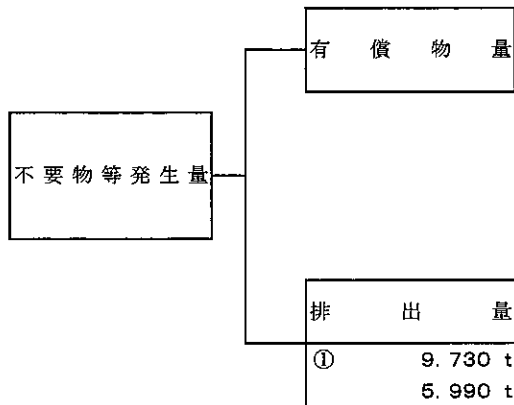 有償物量
不要物等発生量
排出量
① 9.730 t
5.990 t